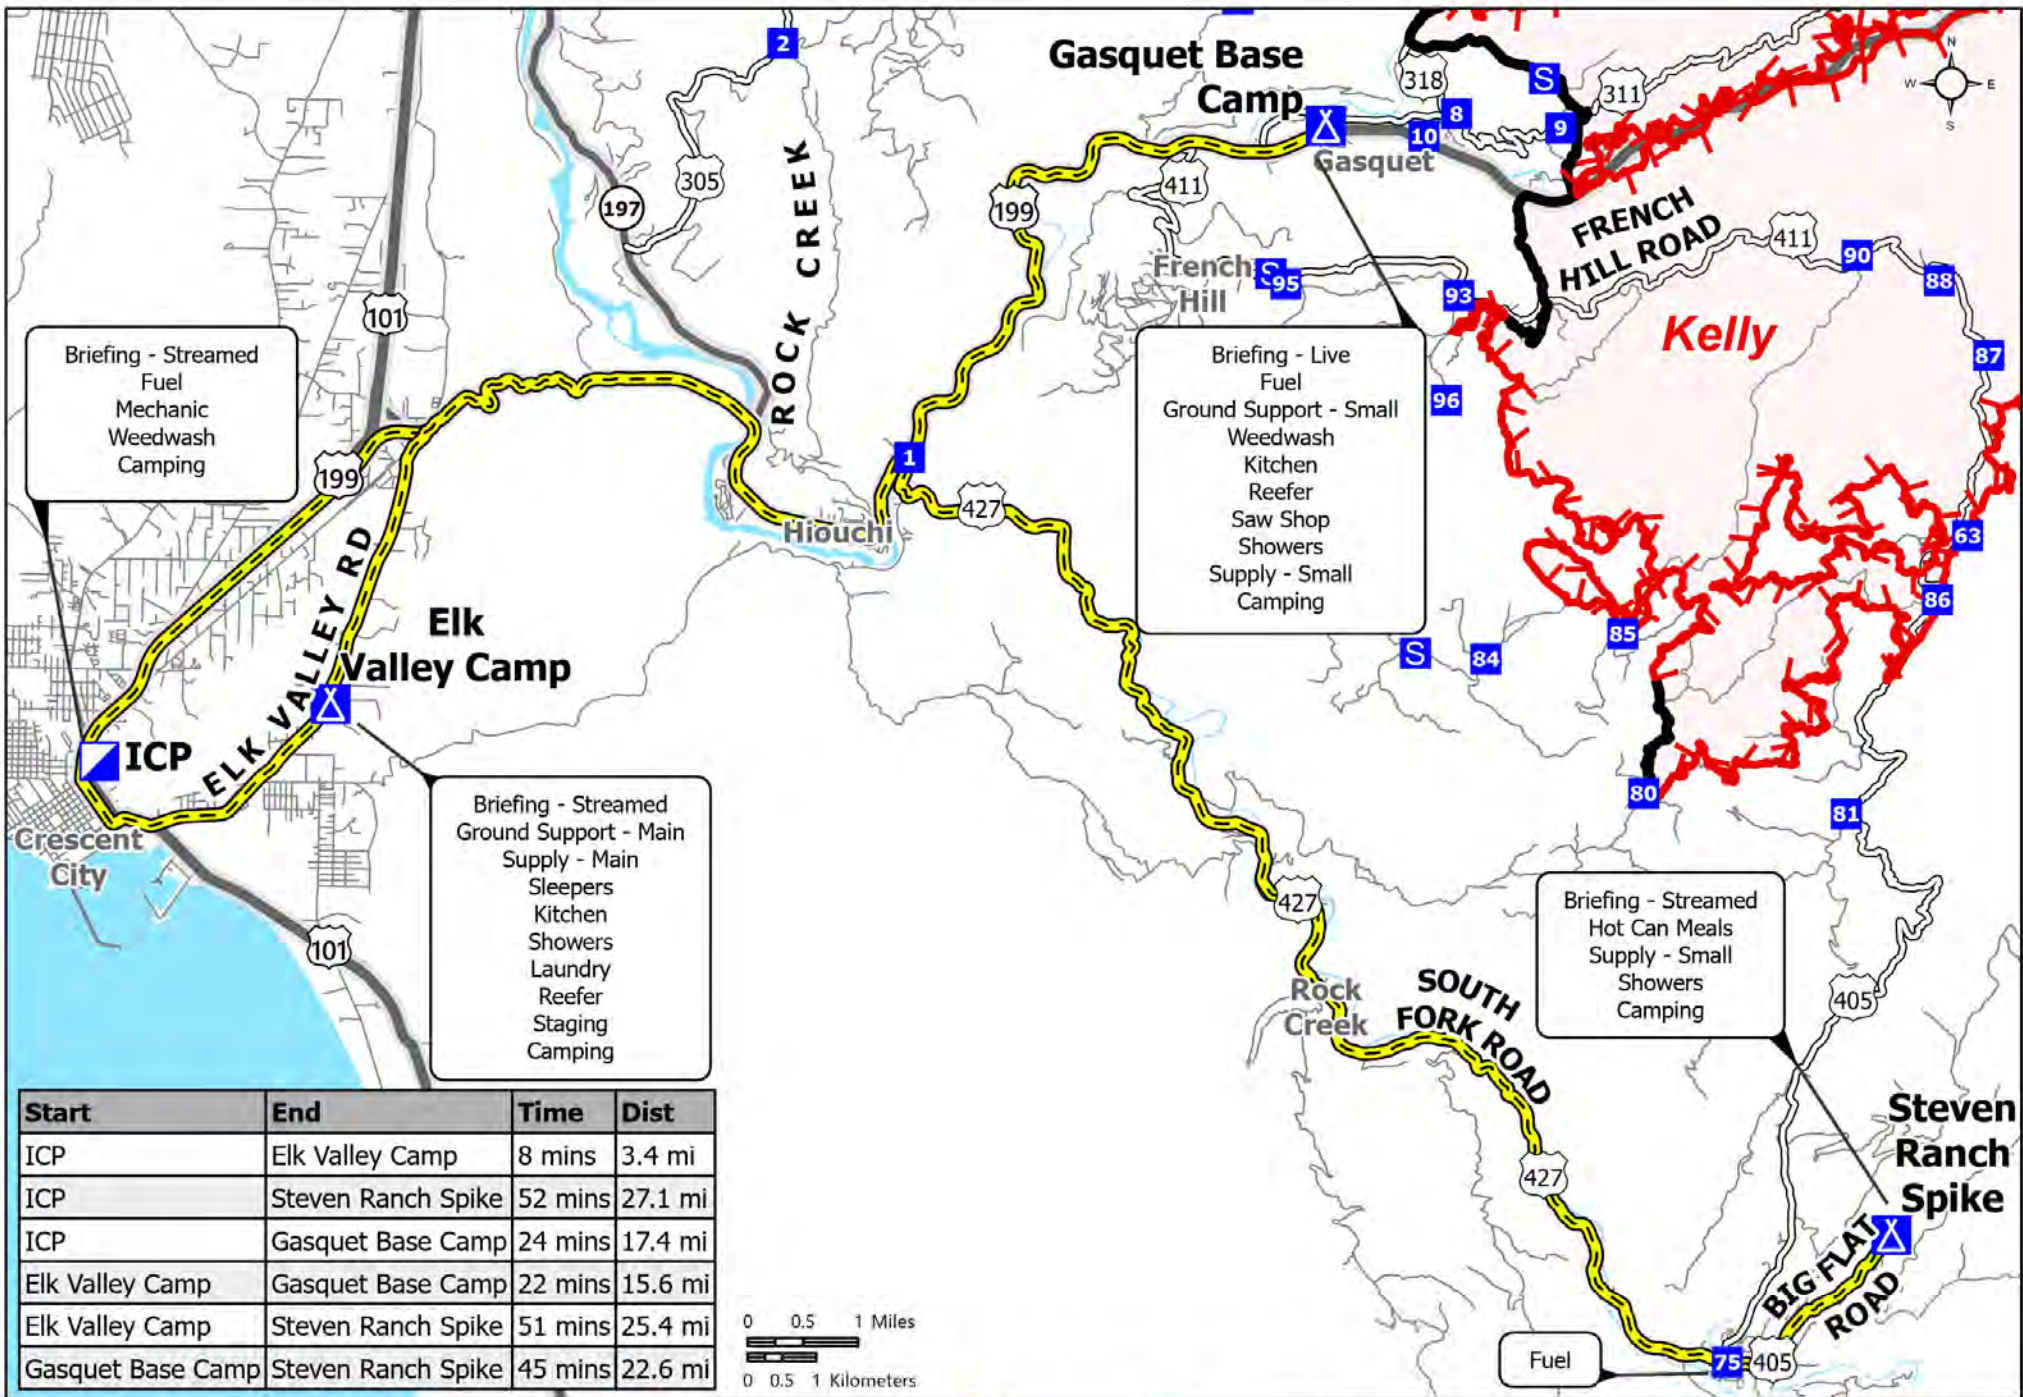 2
Gasquet Base
Camp
318
S
311
N
W
E
S
8
9
10
Gasquet
305
197
ROCK CREEK
411
199
FRENCH
HILL ROAD
411
90
88
French
Hill
S
95
93
Kelly
87
101
Briefing - Streamed
Fuel
Mechanic
Weedwash
Camping
Briefing - Live
Fuel
Ground Support - Small
Weedwash
Kitchen
Reefer
Saw Shop
Showers
Supply - Small
Camping
96
199
1
427
Hiouchi
63
86
85
S
84
ELK VALLEY RD
Elk
Valley Camp
ICP
80
81
Crescent
City
101
Briefing - Streamed
Ground Support - Main
Supply - Main
Sleepers
Kitchen
Showers
Laundry
Reefer
Staging
Camping
427
Rock
Creek
SOUTH
FORK ROAD
Briefing - Streamed
Hot Can Meals
Supply - Small
Showers
Camping
405
Steven
Ranch
Spike
427
BIG FLAT
ROAD
Fuel
75
405
Start End Time Dist
ICP Elk Valley Camp 8 mins 3.4 mi
ICP Steven Ranch Spike 52 mins 27.1 mi
ICP Gasquet Base Camp 24 mins 17.4 mi
Elk Valley Camp Gasquet Base Camp 22 mins 15.6 mi
Elk Valley Camp Steven Ranch Spike 51 mins 25.4 mi
Gasquet Base Camp Steven Ranch Spike 45 mins 22.6 mi
0 0.5 1 Miles
0 0.5 1 Kilometers